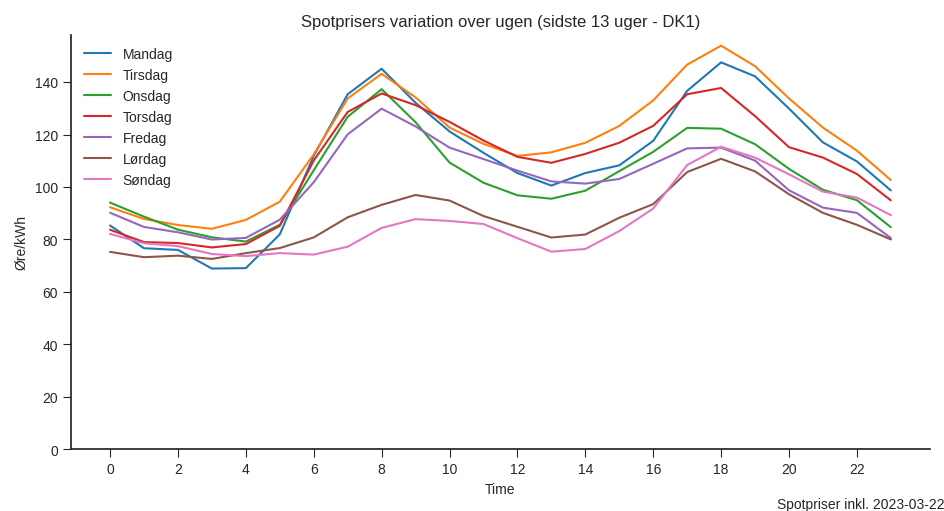 Spotprisers variation over ugen (sidste 13 uger - DK1)
Mandag
Tirsdag
Onsdag
Torsdag
Fredag
Lørdag
Søndag
Øre/kWh
140
120
100
80
60
40
20
0
0 2 4 6 8 10 12 14 16 18 20 22
Time
Spotpriser inkl. 2023-03-22